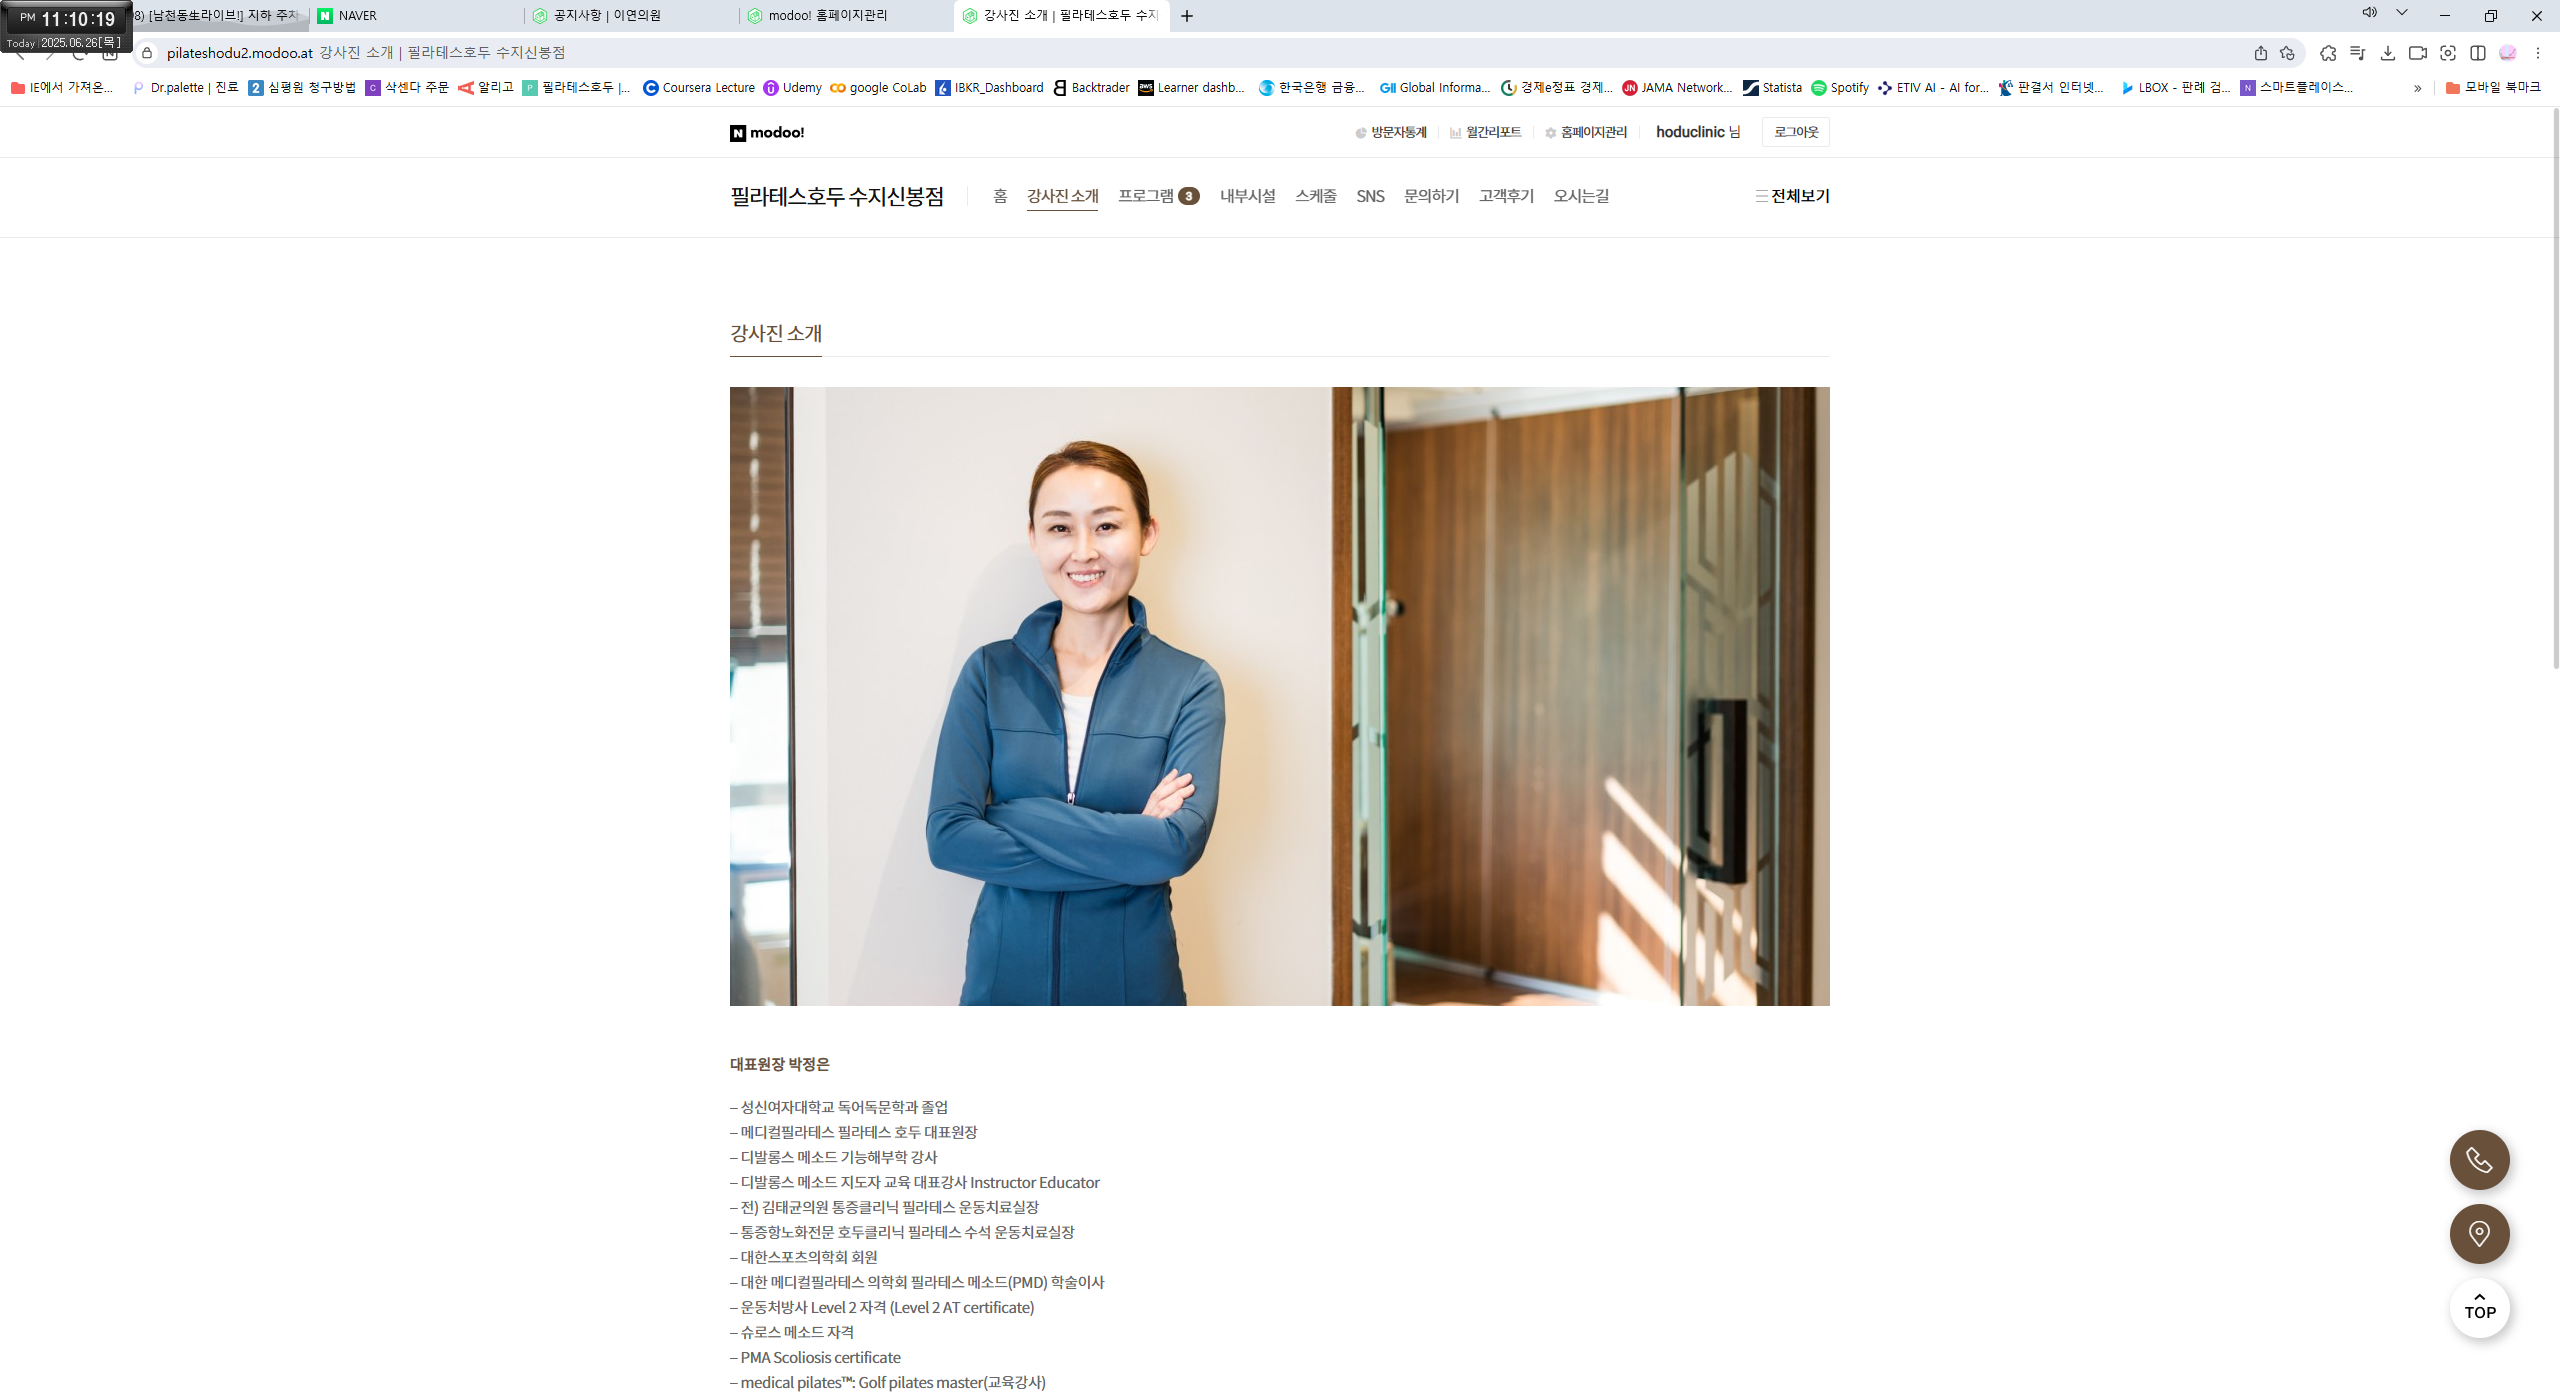 PM 11:10:19
Today 2025.06.26[목]
8) [남천동생라이브!] 지하 주차
NAVER
공지사항 | 이연의원
modoo! 홈페이지관리
강사진 소개 | 필라테스호두 수지
pilateshodu2.modoo.at 강사진 소개 | 필라테스호두 수지신봉점
IE에서 가져온... Dr.palette | 진료 심평원 청구방법 삭센다 주문 알리고 필라테스호두 |... Coursera Lecture Udemy google CoLab IBKR_Dashboard Backtrader Learner dashb... 한국은행 금융... Global Informa... 경제e정표 경제... JAMA Network... Statista Spotify ETIV AI - AI for... 판결서 인터넷... LBOX - 판례 검... 스마트플레이스... » 모바일 북마크
N modoo!
방문자통계 월간리포트 홈페이지관리 hoduclinic 님 로그아웃
필라테스호두 수지신봉점 홈 강사진 소개 프로그램 3 내부시설 스케줄 SNS 문의하기 고객후기 오시는길 전체보기
강사진 소개
대표원장 박정은
– 성신여자대학교 독어독문학과 졸업
– 메디컬필라테스 필라테스 호두 대표원장
– 디발롱스 메소드 기능해부학 강사
– 디발롱스 메소드 지도자 교육 대표강사 Instructor Educator
– 전) 김태균의원 통증클리닉 필라테스 운동치료실장
– 통증항노화전문 호두클리닉 필라테스 수석 운동치료실장
– 대한스포츠의학회 회원
– 대한 메디컬필라테스 의학회 필라테스 메소드(PMD) 학술이사
– 운동처방사 Level 2 자격 (Level 2 AT certificate)
– 슈로스 메소드 자격
– PMA Scoliosis certificate
– medical pilates™: Golf pilates master(교육강사)
TOP